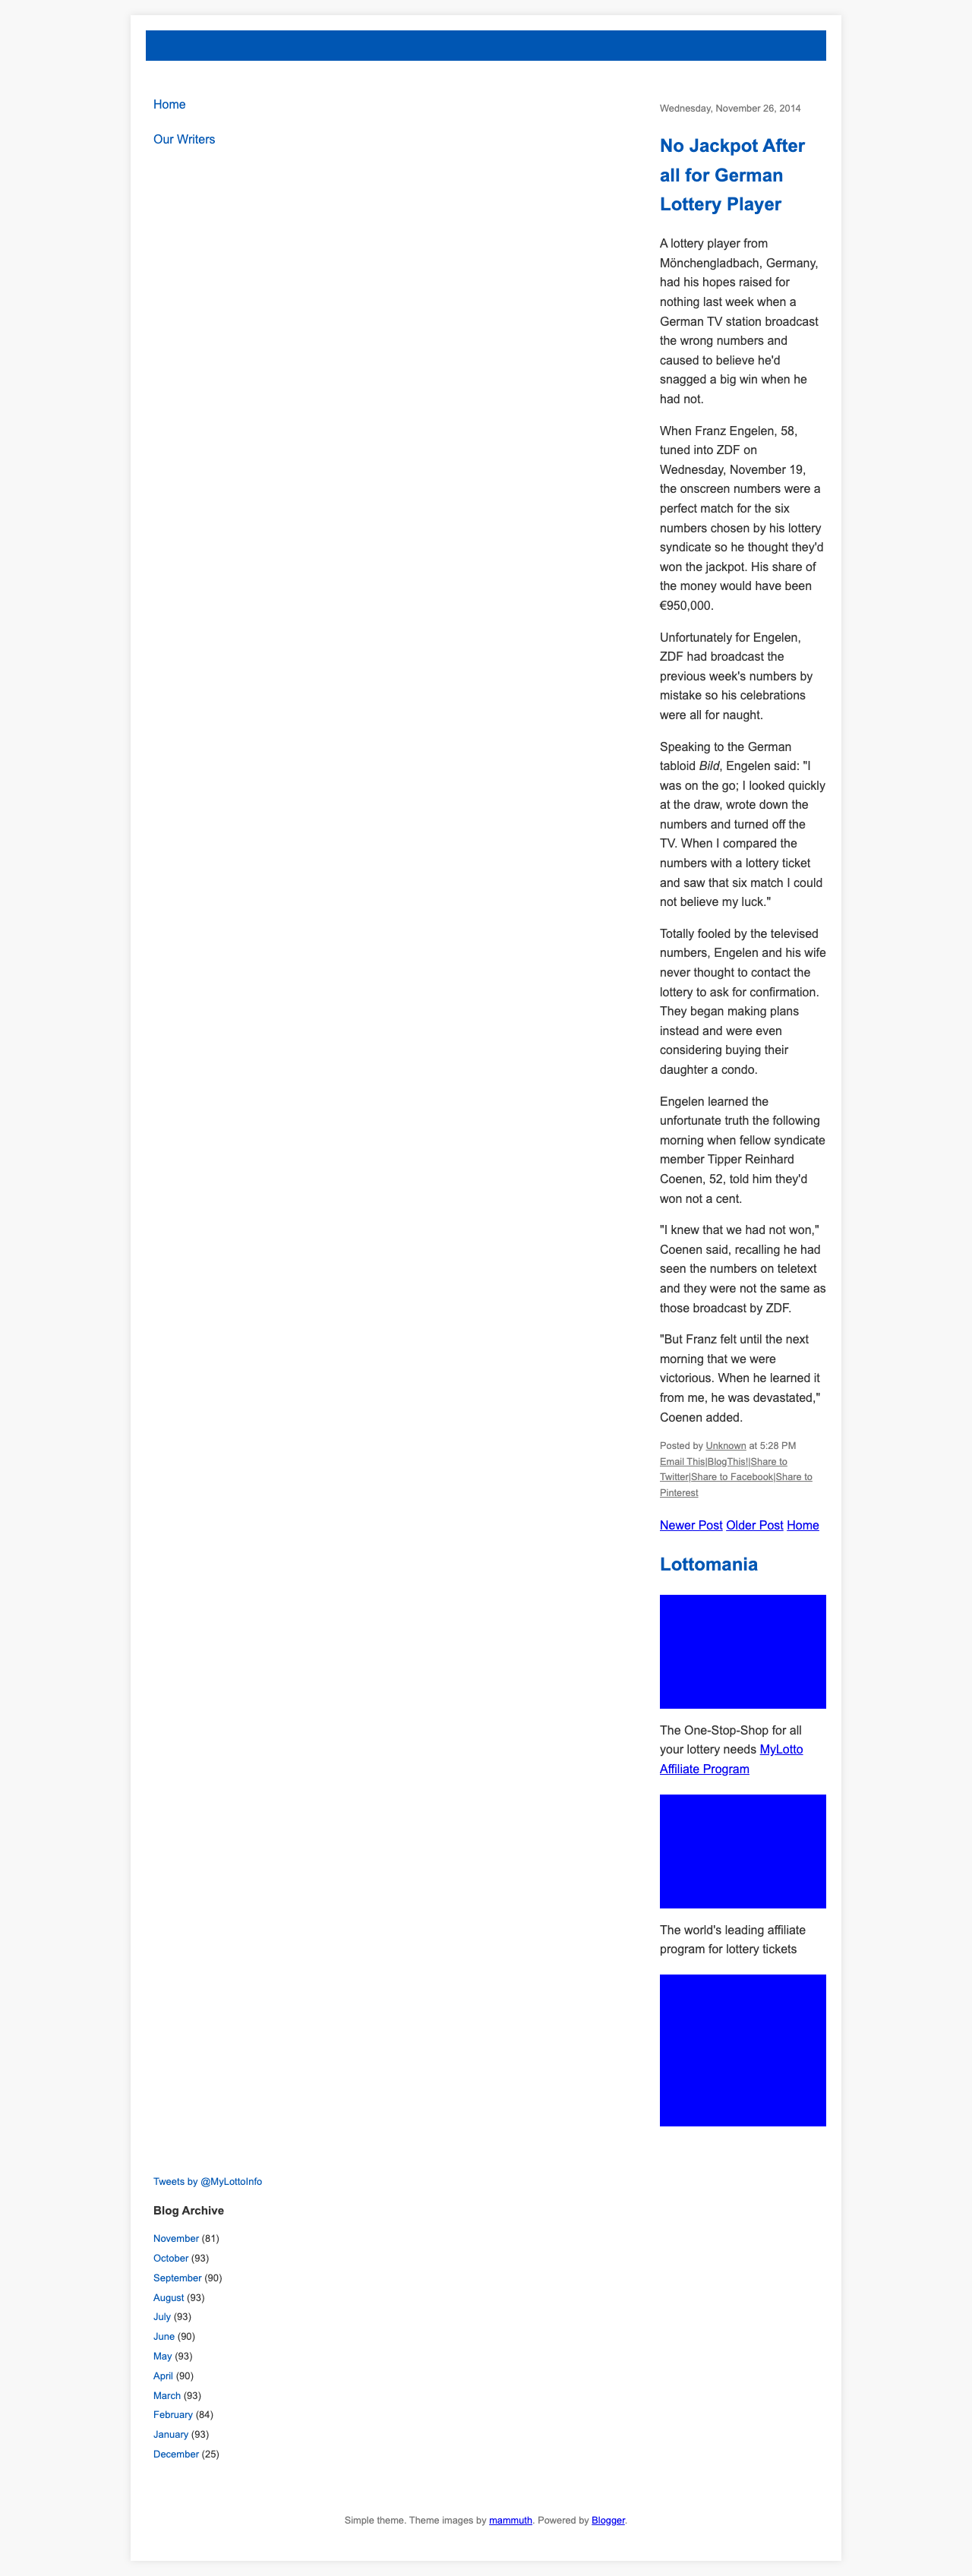 Home
Our Writers
Wednesday, November 26, 2014
No Jackpot After
all for German
Lottery Player
A lottery player from
Mönchengladbach, Germany,
had his hopes raised for
nothing last week when a
German TV station broadcast
the wrong numbers and
caused to believe he'd
snagged a big win when he
had not.
When Franz Engelen, 58,
tuned into ZDF on
Wednesday, November 19,
the onscreen numbers were a
perfect match for the six
numbers chosen by his lottery
syndicate so he thought they'd
won the jackpot. His share of
the money would have been
€950,000.
Unfortunately for Engelen,
ZDF had broadcast the
previous week's numbers by
mistake so his celebrations
were all for naught.
Speaking to the German
tabloid Bild, Engelen said: "I
was on the go; I looked quickly
at the draw, wrote down the
numbers and turned off the
TV. When I compared the
numbers with a lottery ticket
and saw that six match I could
not believe my luck."
Totally fooled by the televised
numbers, Engelen and his wife
never thought to contact the
lottery to ask for confirmation.
They began making plans
instead and were even
considering buying their
daughter a condo.
Engelen learned the
unfortunate truth the following
morning when fellow syndicate
member Tipper Reinhard
Coenen, 52, told him they'd
won not a cent.
"I knew that we had not won,"
Coenen said, recalling he had
seen the numbers on teletext
and they were not the same as
those broadcast by ZDF.
"But Franz felt until the next
morning that we were
victorious. When he learned it
from me, he was devastated,"
Coenen added.
Posted by Unknown at 5:28 PM
Email This|BlogThis!|Share to
Twitter|Share to Facebook|Share to
Pinterest
Newer Post Older Post Home
Lottomania
The One-Stop-Shop for all
your lottery needs MyLotto
Affiliate Program
The world's leading affiliate
program for lottery tickets
Tweets by @MyLottoInfo
Blog Archive
November (81)
October (93)
September (90)
August (93)
July (93)
June (90)
May (93)
April (90)
March (93)
February (84)
January (93)
December (25)
Simple theme. Theme images by mammuth. Powered by Blogger.